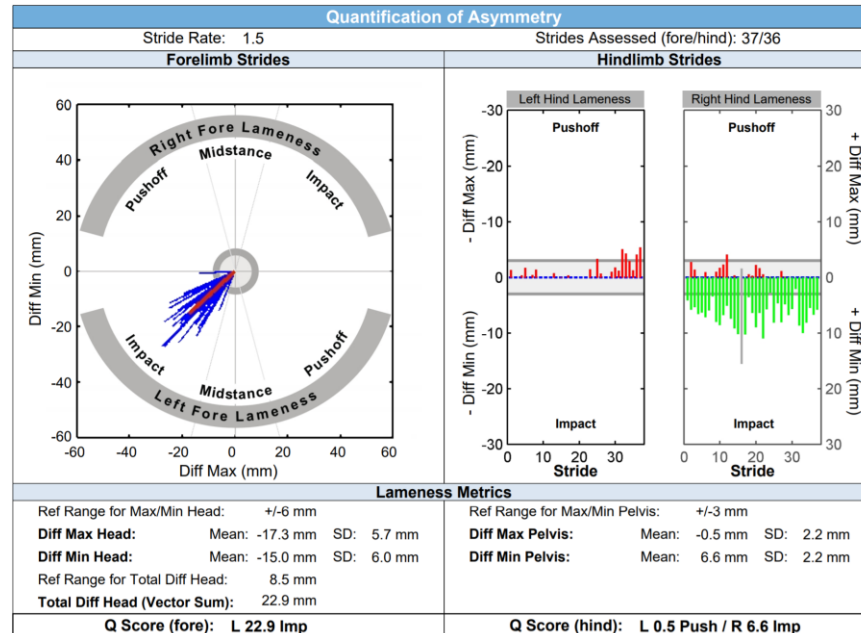 Quantification of Asymmetry
Stride Rate: 1.5
Strides Assessed (fore/hind): 37/36
Forelimb Strides
Hindlimb Strides
60
40
20
0
-20
-40
-60
Diff Min (mm)
Right Fore Lameness
Pushoff
Midstance
Impact
Impact
Midstance
Pushoff
Left Fore Lameness
-60 -40 -20 0 20 40 60
Diff Max (mm)
Left Hind Lameness
Right Hind Lameness
-30
-20
-10
0
-10
-20
-30
- Diff Max (mm)
- Diff Min (mm)
Pushoff
Impact
0 10 20 30
Stride
Pushoff
Impact
0 10 20 30
Stride
30
20
10
0
10
20
30
+ Diff Max (mm)
+ Diff Min (mm)
Lameness Metrics
Ref Range for Max/Min Head: +/-6 mm
Diff Max Head: Mean: -17.3 mm SD: 5.7 mm
Diff Min Head: Mean: -15.0 mm SD: 6.0 mm
Ref Range for Total Diff Head: 8.5 mm
Total Diff Head (Vector Sum): 22.9 mm
Ref Range for Max/Min Pelvis: +/-3 mm
Diff Max Pelvis: Mean: -0.5 mm SD: 2.2 mm
Diff Min Pelvis: Mean: 6.6 mm SD: 2.2 mm
Q Score (fore): L 22.9 Imp
Q Score (hind): L 0.5 Push / R 6.6 Imp